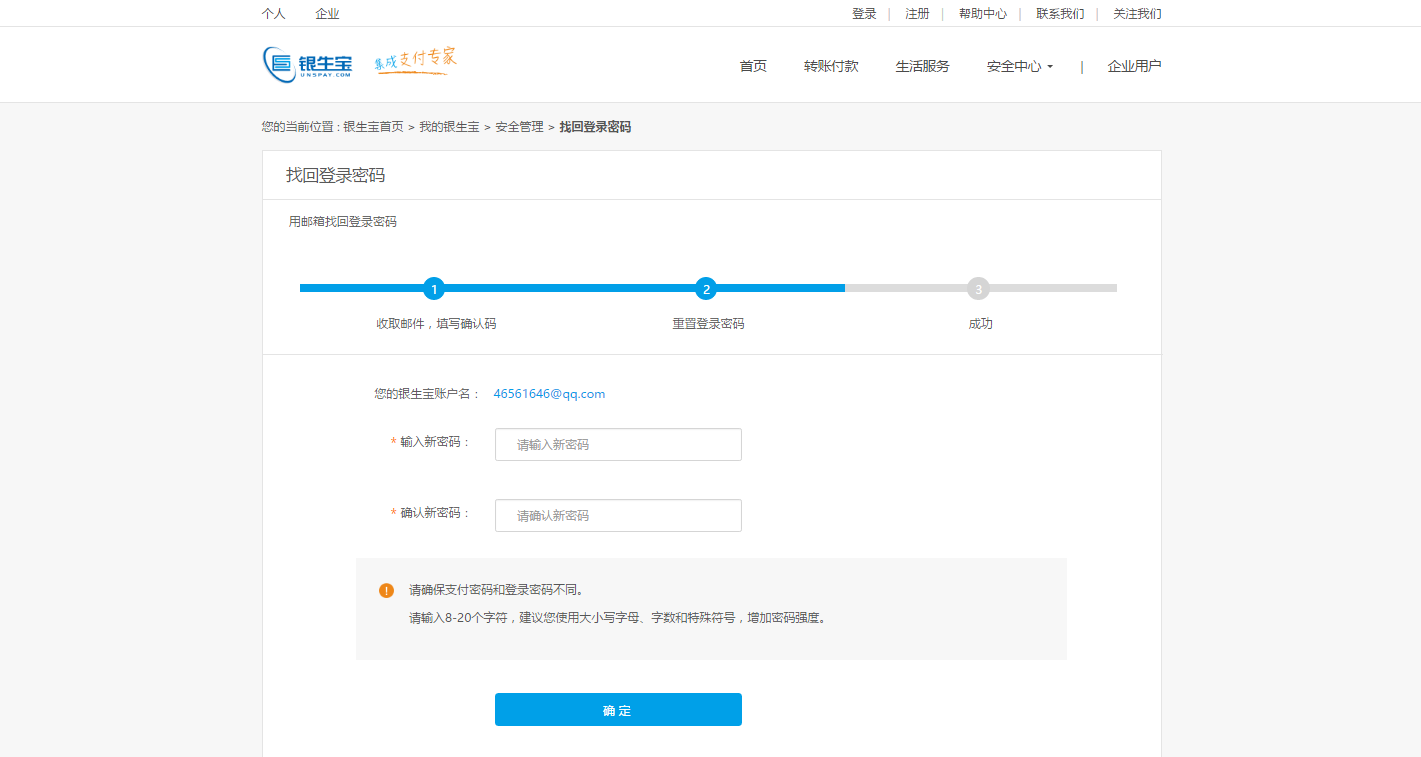 个人 企业 登录 | 注册 | 帮助中心 | 联系我们 | 关注我们
银生宝 集成支付专家
UNSPAY.COM
首页 转账付款 生活服务 安全中心 | 企业用户
您的当前位置 : 银生宝首页 > 我的银生宝 > 安全管理 > 找回登录密码
找回登录密码
用邮箱找回登录密码
1 2 3
收取邮件，填写确认码 重置登录密码 成功
您的银生宝账户名： 46561646@qq.com
* 输入新密码： 请输入新密码
* 确认新密码： 请确认新密码
! 请确保支付密码和登录密码不同。
请输入8-20个字符，建议您使用大小写字母、字数和特殊符号，增加密码强度。
确 定